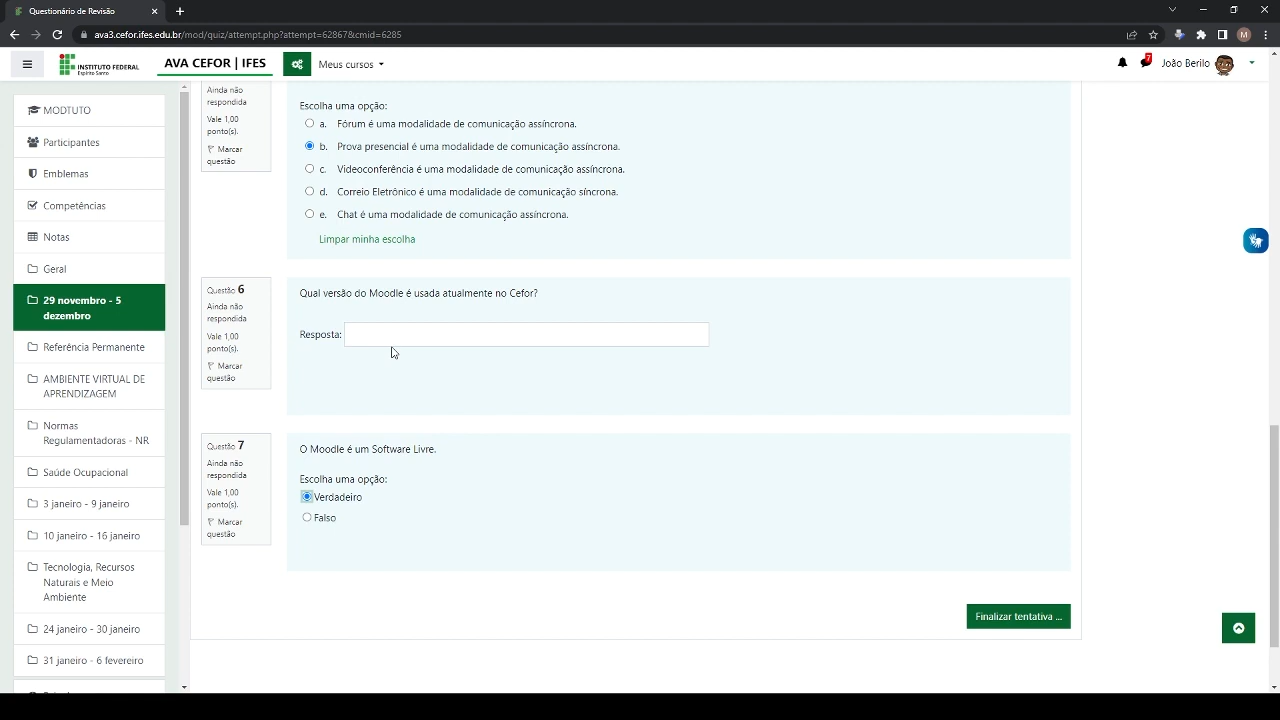 Questionário de Revisão
ava3.cefor.ifes.edu.br/mod/quiz/attempt.php?attempt=62867&cmid=6285
M
INSTITUTO FEDERAL
Espírito Santo
AVA CEFOR | IFES
Meus cursos
7
João Berilo
MODTUTO
Participantes
Emblemas
Competências
Notas
Geral
29 novembro - 5
dezembro
Referência Permanente
AMBIENTE VIRTUAL DE
APRENDIZAGEM
Normas
Regulamentadoras - NR
Saúde Ocupacional
3 janeiro - 9 janeiro
10 janeiro - 16 janeiro
Tecnologia, Recursos
Naturais e Meio
Ambiente
24 janeiro - 30 janeiro
31 janeiro - 6 fevereiro
Ainda não
respondida
Vale 1,00
ponto(s).
Marcar
questão
Escolha uma opção:
a. Fórum é uma modalidade de comunicação assíncrona.
b. Prova presencial é uma modalidade de comunicação assíncrona.
c. Videoconferência é uma modalidade de comunicação assíncrona.
d. Correio Eletrônico é uma modalidade de comunicação síncrona.
e. Chat é uma modalidade de comunicação assíncrona.
Limpar minha escolha
Questão 6
Ainda não
respondida
Vale 1,00
ponto(s).
Marcar
questão
Qual versão do Moodle é usada atualmente no Cefor?
Resposta:
Questão 7
Ainda não
respondida
Vale 1,00
ponto(s).
Marcar
questão
O Moodle é um Software Livre.
Escolha uma opção:
Verdadeiro
Falso
Finalizar tentativa ...